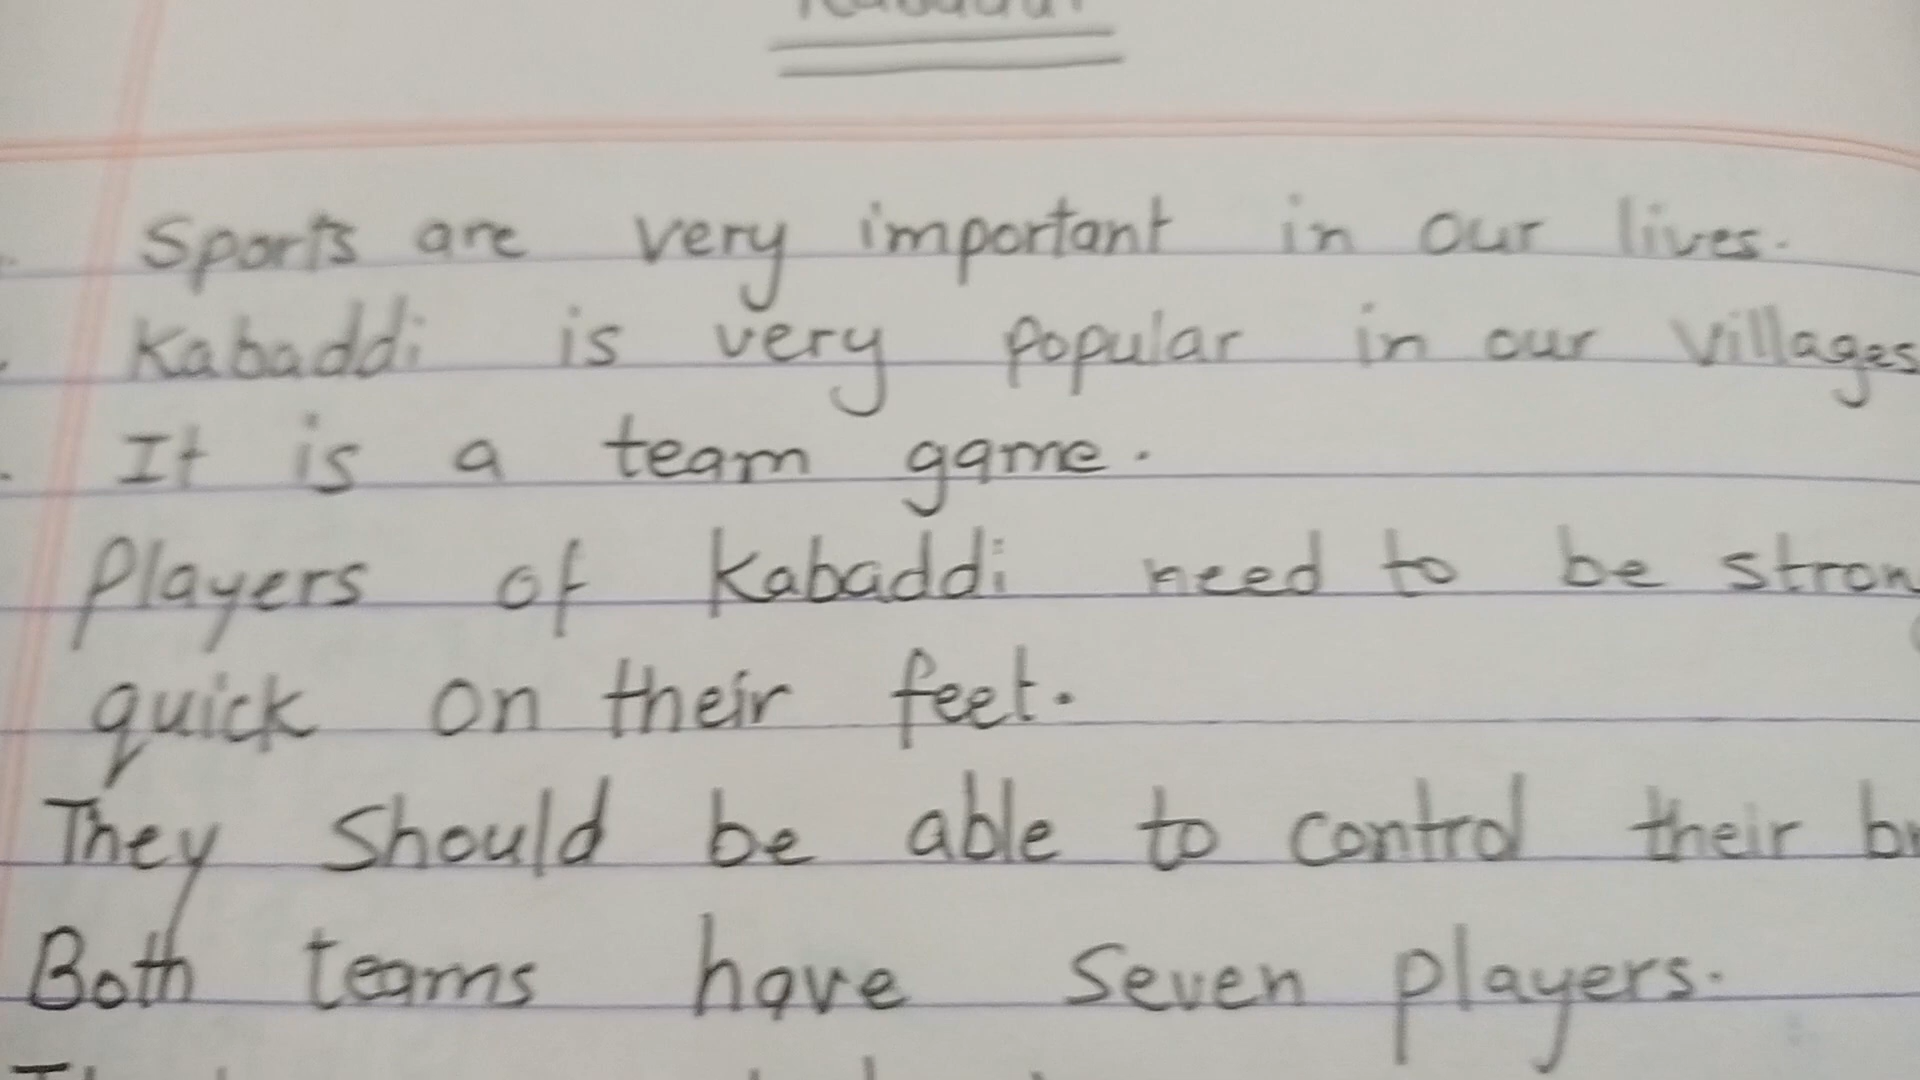 Kabaddi
Sports are very important in our lives.
Kabaddi is very popular in our villages
It is a team game.
Players of Kabaddi need to be
quick on their feet.
They should be able to control their
Both teams have seven players.